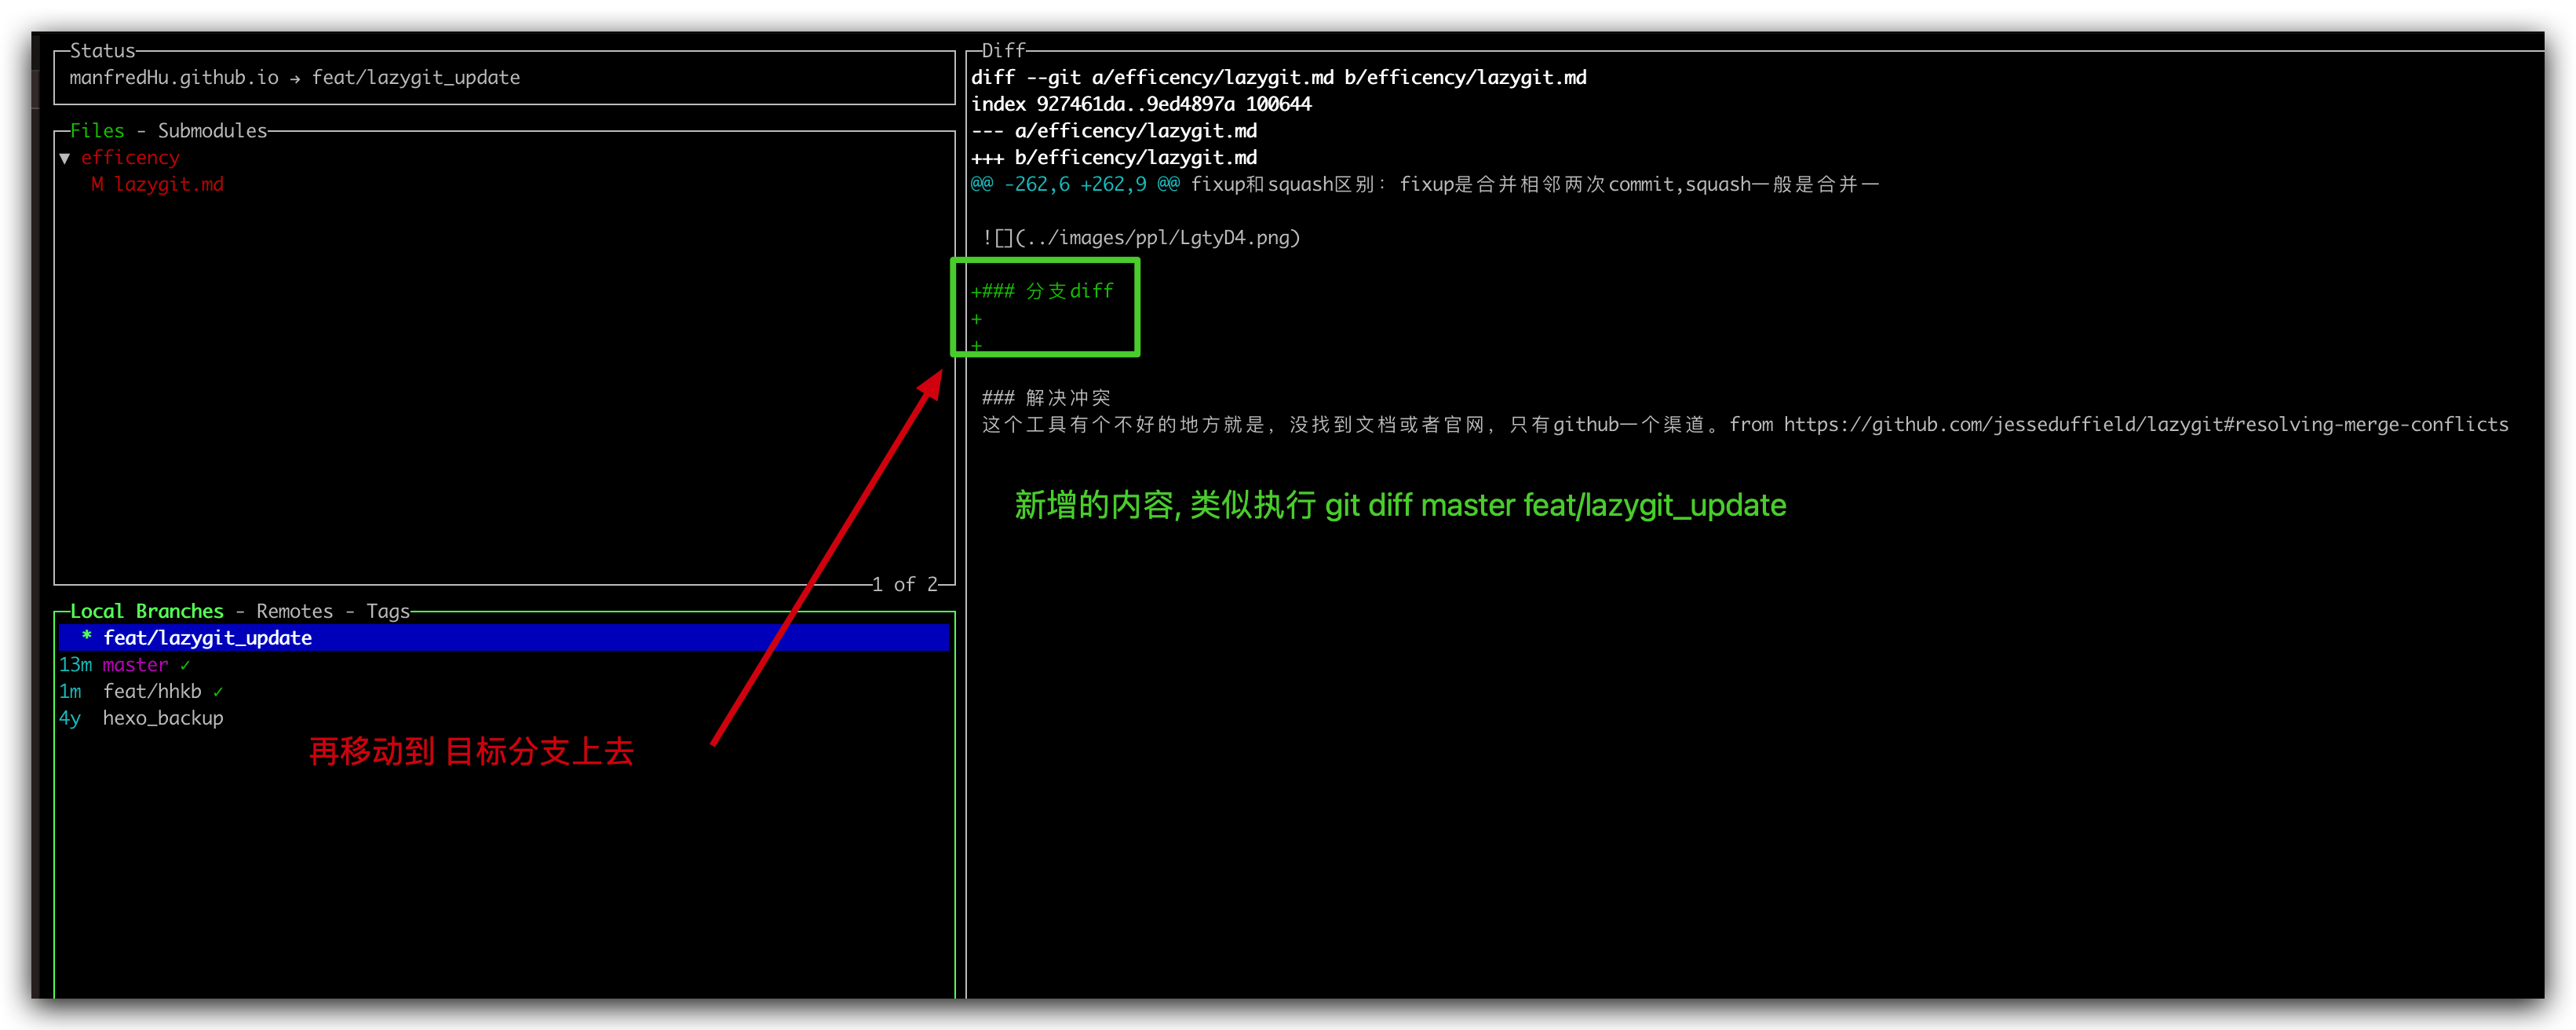 Status
manfredHu.github.io → feat/lazygit_update
Files - Submodules
▼ efficency
M lazygit.md
1 of 2
Local Branches - Remotes - Tags
* feat/lazygit_update
13m master ✓
1m feat/hhkb ✓
4y hexo_backup
再移动到 目标分支上去
Diff
diff --git a/efficency/lazygit.md b/efficency/lazygit.md
index 927461da..9ed4897a 100644
--- a/efficency/lazygit.md
+++ b/efficency/lazygit.md
@@ -262,6 +262,9 @@ fixup和squash区别：fixup是合并相邻两次commit,squash一般是合并一
![](../images/ppl/LgtyD4.png)
+### 分支diff
+
+
### 解决冲突
这个工具有个不好的地方就是，没找到文档或者官网，只有github一个渠道。from https://github.com/jesseduffield/lazygit#resolving-merge-conflicts
新增的内容, 类似执行 git diff master feat/lazygit_update